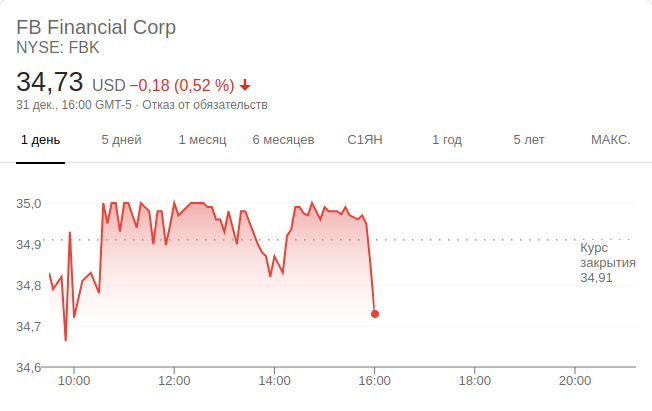 FB Financial Corp
NYSE: FBK
34,73 USD −0,18 (0,52 %)
31 дек., 16:00 GMT-5 · Отказ от обязательств
1 день 5 дней 1 месяц 6 месяцев С1ЯН 1 год 5 лет МАКС.
35,0
34,9
Курс
закрытия
34,91
34,8
34,7
34,6
10:00 12:00 14:00 16:00 18:00 20:00